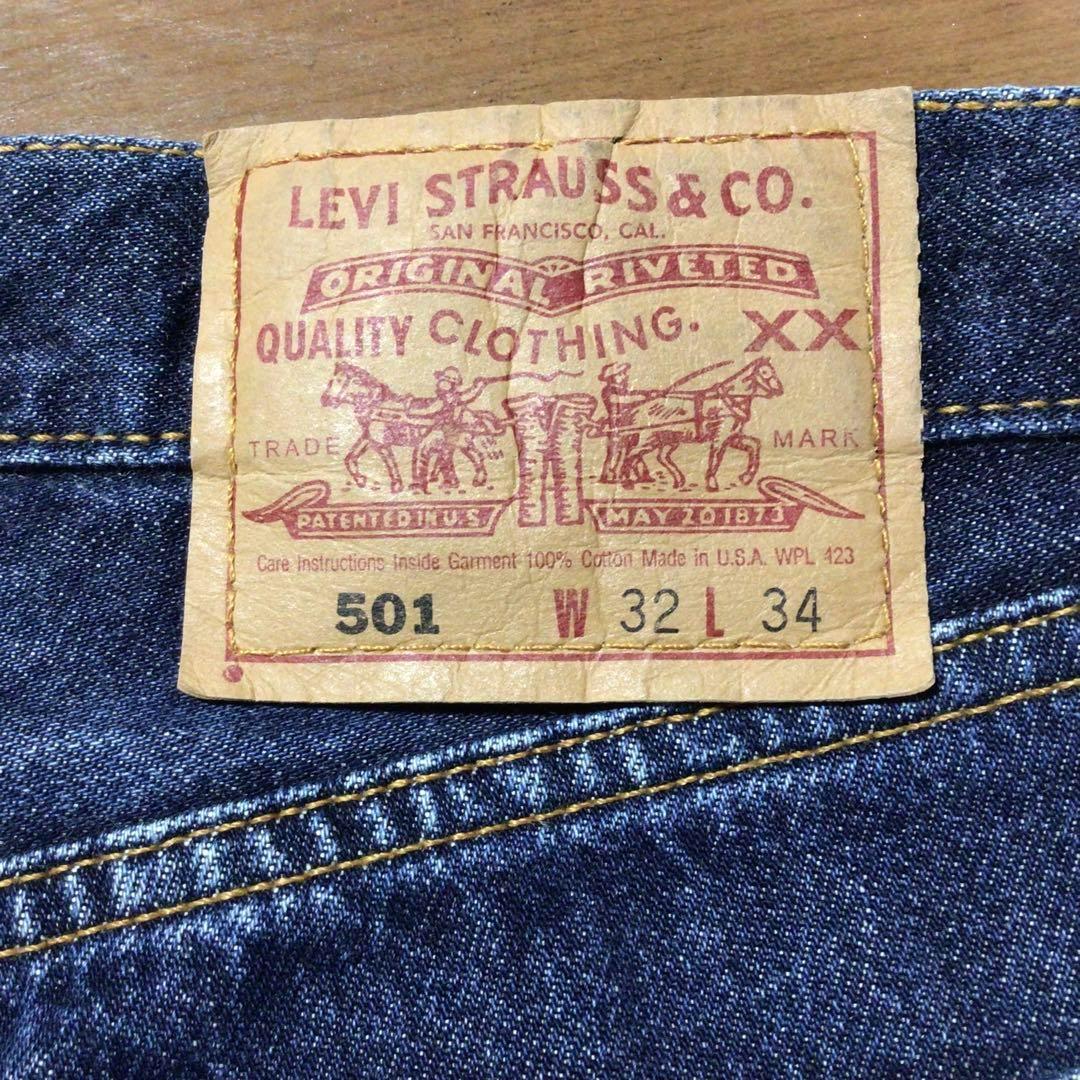 LEVI STRAUSS & CO.
SAN FRANCISCO, CAL.
ORIGINAL RIVETED
QUALITY CLOTHING. XX
TRADE MARK
PATENTED IN U.S. MAY 20 1873
Care Instructions Inside Garment 100% Cotton Made in U.S.A. WPL 423
501 W 32 L 34